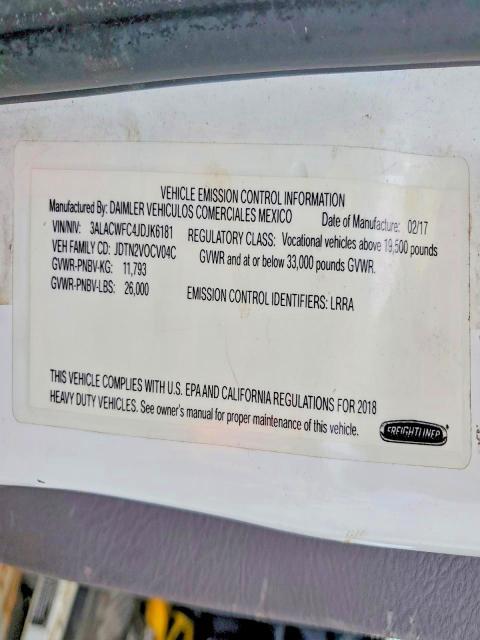 VEHICLE EMISSION CONTROL INFORMATION
Manufactured By: DAIMLER VEHICULOS COMERCIALES MEXICO Date of Manufacture: 02/17
VIN/NIV: 3ALACWFC4JDJK6181 REGULATORY CLASS: Vocational vehicles above 19,500 pounds
VEH FAMILY CD: JDTN2VOCV04C GVWR and at or below 33,000 pounds GVWR.
GVWR-PNBV-KG: 11,793
GVWR-PNBV-LBS: 26,000 EMISSION CONTROL IDENTIFIERS: LRRA
THIS VEHICLE COMPLIES WITH U.S. EPA AND CALIFORNIA REGULATIONS FOR 2018
HEAVY DUTY VEHICLES. See owner's manual for proper maintenance of this vehicle.
FREIGHTLINER